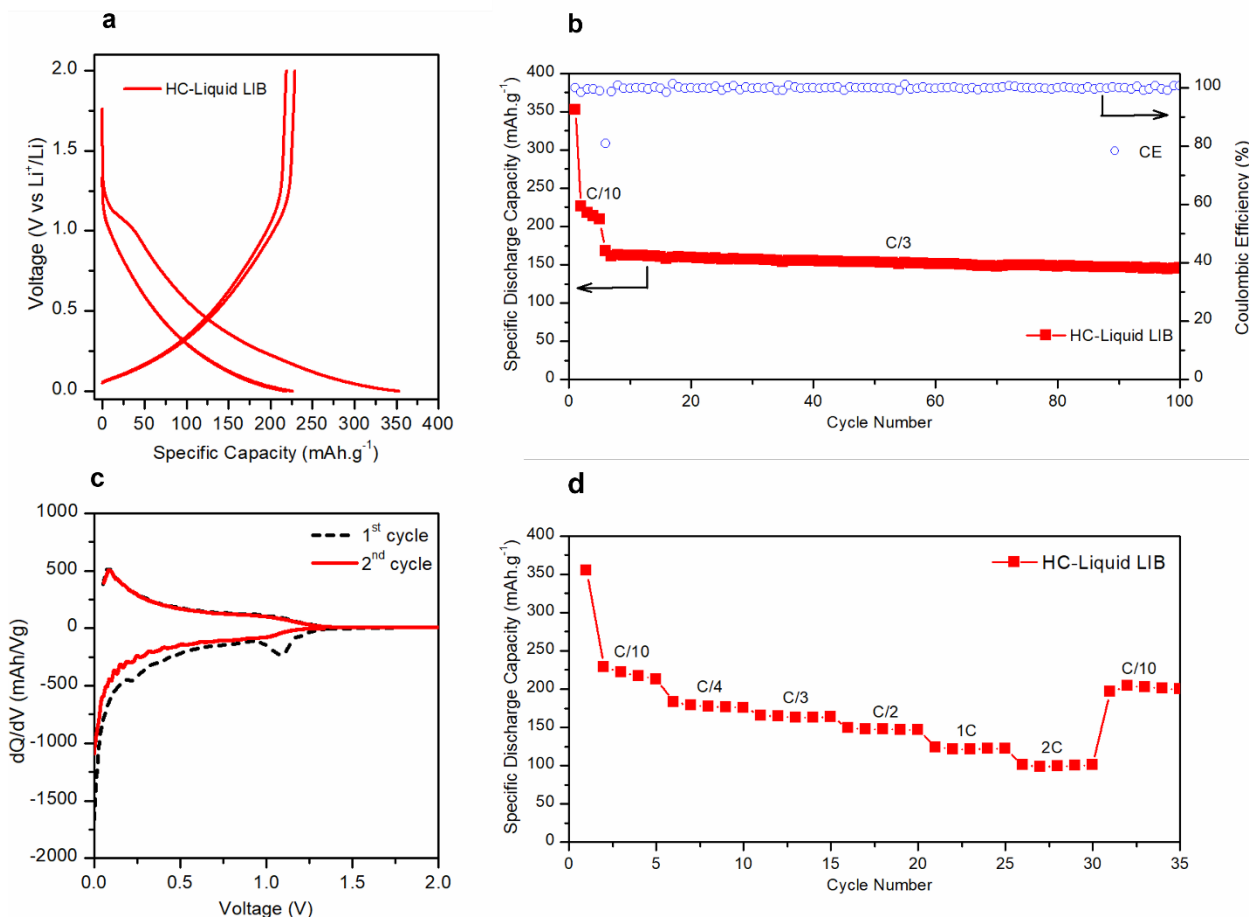 a
HC-Liquid LIB
Voltage (V vs Li⁺/Li)
2.0
1.5
1.0
0.5
0.0
0 50 100 150 200 250 300 350 400
Specific Capacity (mAh.g⁻¹)
b
Specific Discharge Capacity (mAh.g⁻¹)
400
350
300
250
200
150
100
50
0
C/10
C/3
CE
HC-Liquid LIB
100
80
60
40
20
0
Coulombic Efficiency (%)
0 20 40 60 80 100
Cycle Number
c
1ˢᵗ cycle
2ⁿᵈ cycle
dQ/dV (mAh/Vg)
1000
500
0
-500
-1000
-1500
-2000
0.0 0.5 1.0 1.5 2.0
Voltage (V)
d
HC-Liquid LIB
Specific Discharge Capacity (mAh.g⁻¹)
400
350
300
250
200
150
100
50
0
C/10
C/4
C/3
C/2
1C
2C
C/10
0 5 10 15 20 25 30 35
Cycle Number